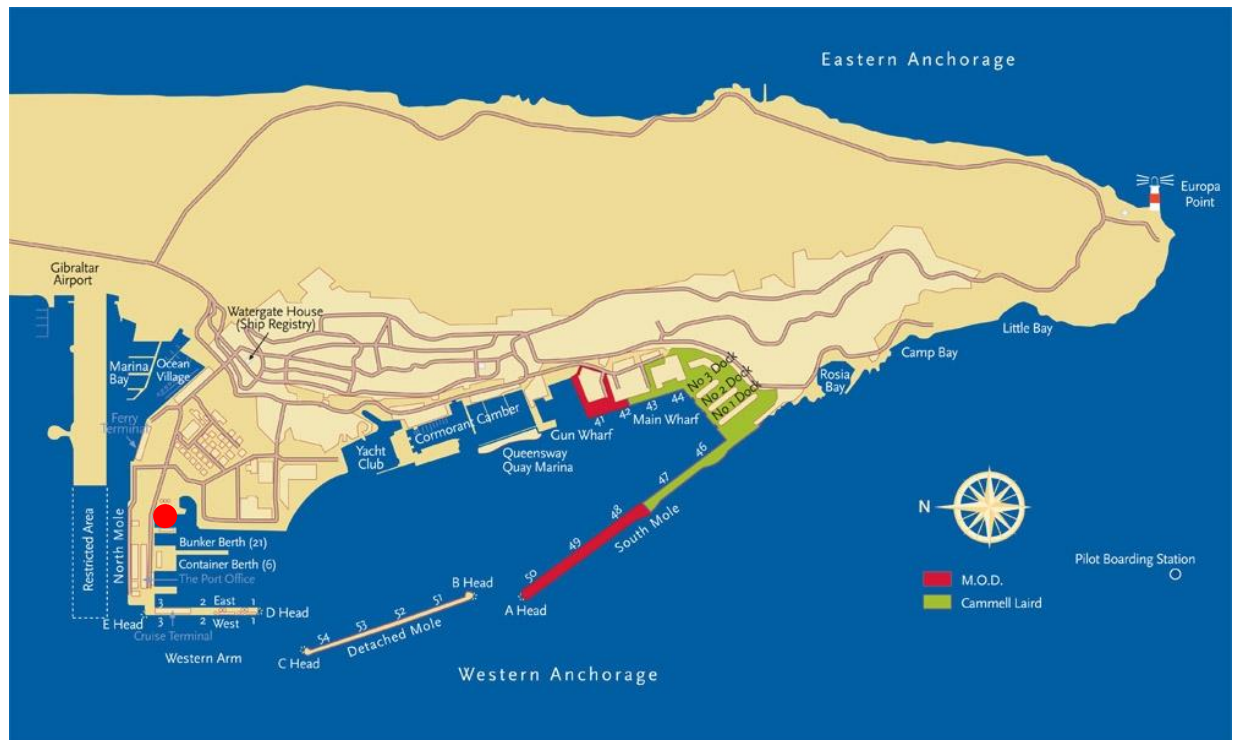 Eastern Anchorage
Europa
Point
Gibraltar
Airport
Watergate House
(Ship Registry)
Little Bay
Camp Bay
Rosia
Bay
Marina
Bay
Ocean
Village
No 3 Dock
No 2 Dock
No 1 Dock
41
42
43
44
Main Wharf
Gun Wharf
Cormorant Camber
Ferry
Terminal
Yacht
Club
Queensway
Quay Marina
46
47
48
49
50
South Mole
A Head
N
Restricted Area
North Mole
Bunker Berth (21)
Container Berth (6)
The Port Office
3
2
East
1
E Head
3
2
West
1
D Head
Cruise Terminal
Western Arm
B Head
51
52
53
54
Detached Mole
C Head
Pilot Boarding Station
M.O.D.
Cammell Laird
Western Anchorage